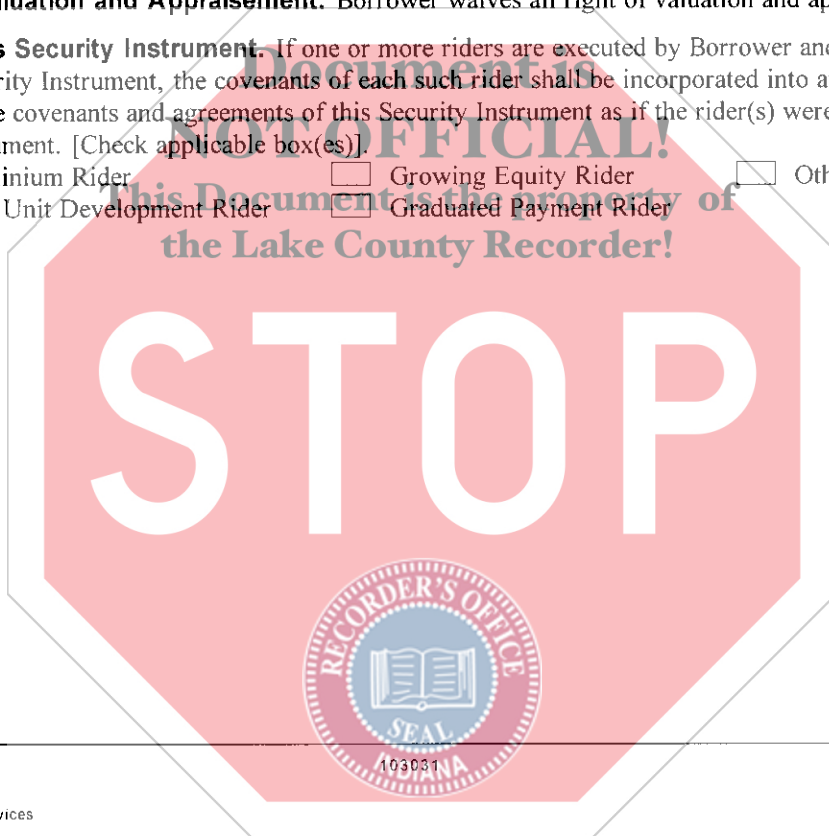 luation and Appraisement. Borrower waives all right of valuation and ap
s Security Instrument. If one or more riders are executed by Borrower and
rity Instrument, the covenants of each such rider shall be incorporated into a
e covenants and agreements of this Security Instrument as if the rider(s) were
ment. [Check applicable box(es)].
inium Rider Growing Equity Rider Oth
Unit Development Rider Graduated Payment Rider
Document is
NOT OFFICIAL!
This Document is the property of
the Lake County Recorder!
STOP
RECORDER'S OFFICE
SEAL
INDIANA
103031
vices